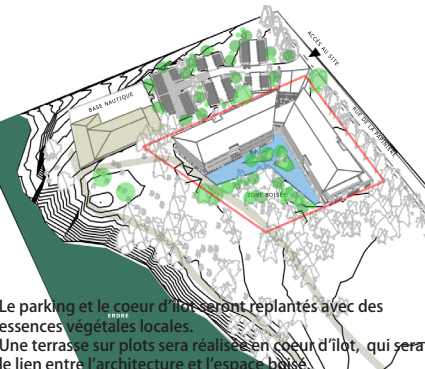 ACCÈS AU SITE
BASE NAUTIQUE
RUE DE LA PAPINIÈRE
ZONE BOISÉE
ERDRE
Le parking et le coeur d'îlot seront replantés avec des
essences végétales locales.
Une terrasse sur plots sera réalisée en coeur d'îlot, qui sera
le lien entre l'architecture et l'espace boisé.